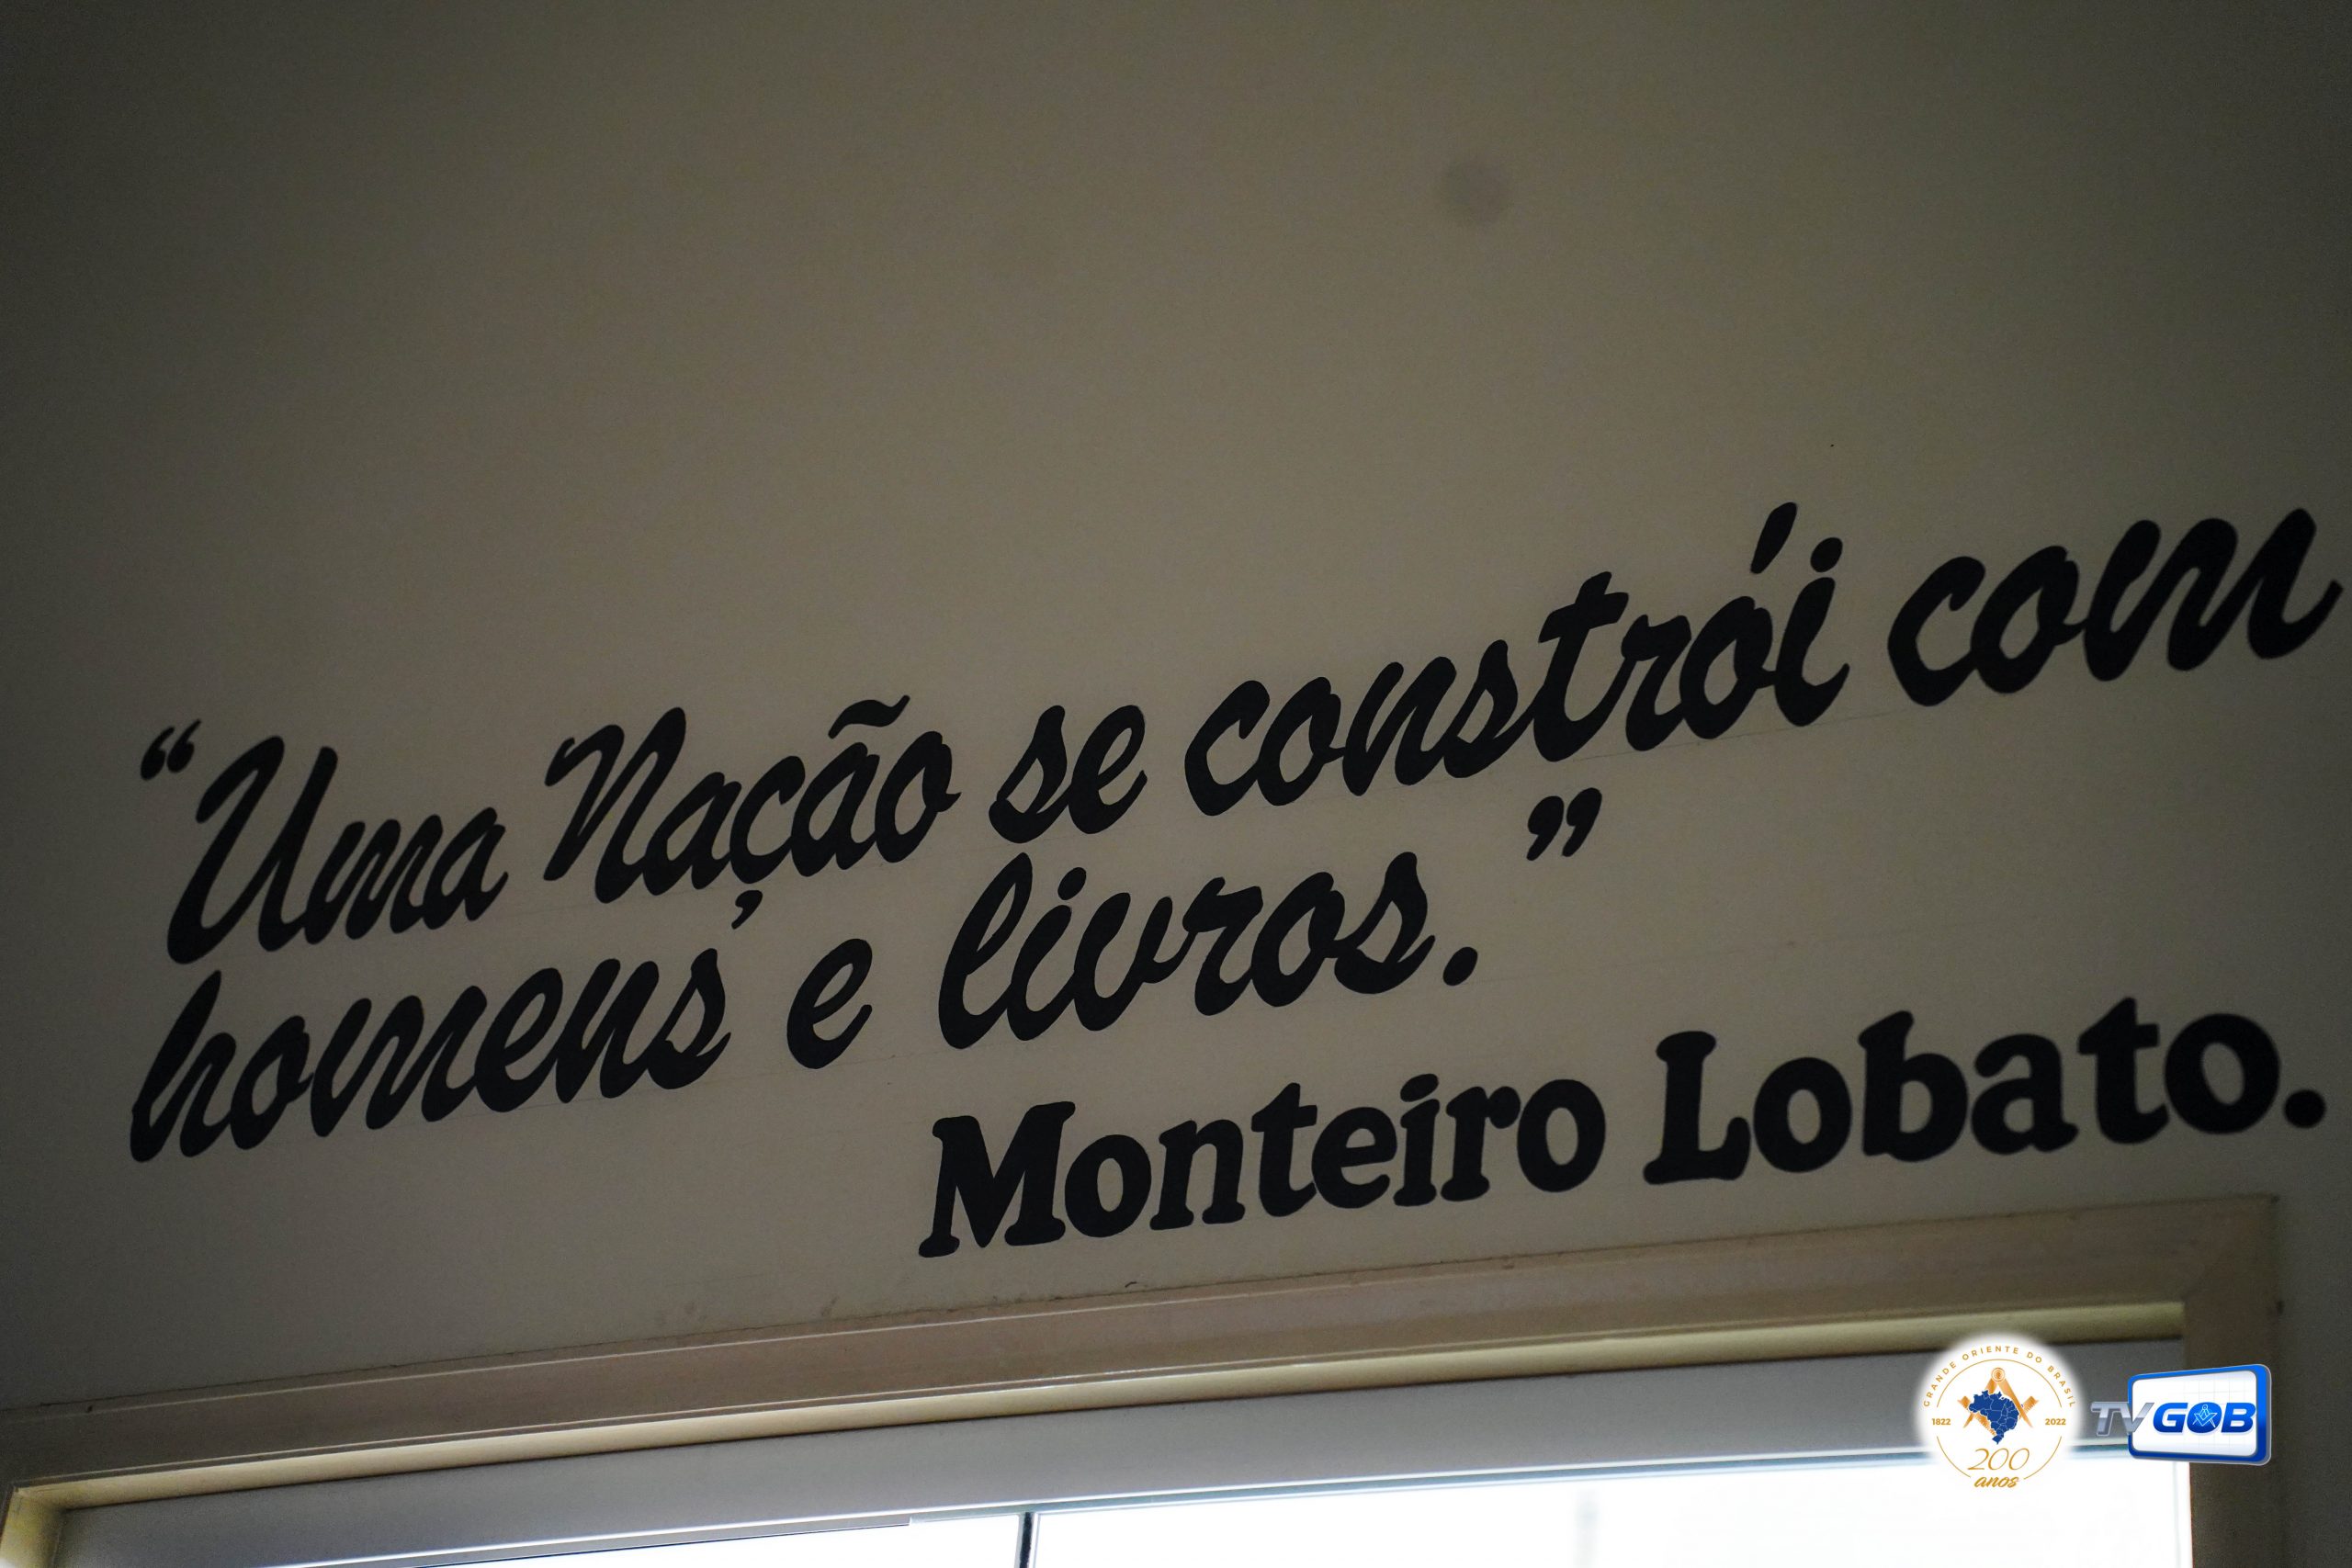 “Uma Nação se constrói com
homens e livros.”
Monteiro Lobato.
GRANDE ORIENTE DO BRASIL
1822 2022
200
anos
TV GOB